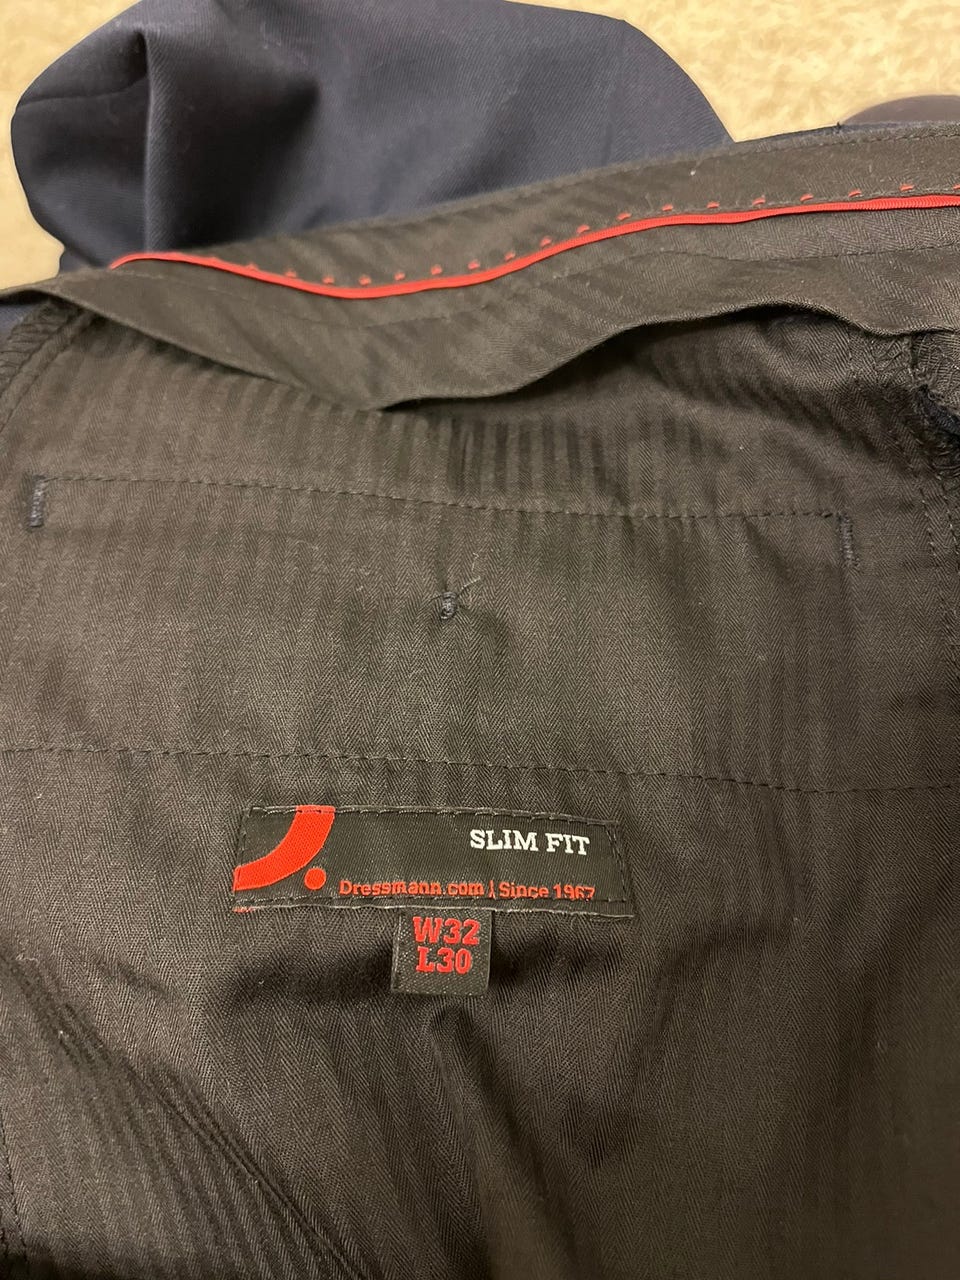 SLIM FIT
Dressmann.com | Since 1967
W32
L30